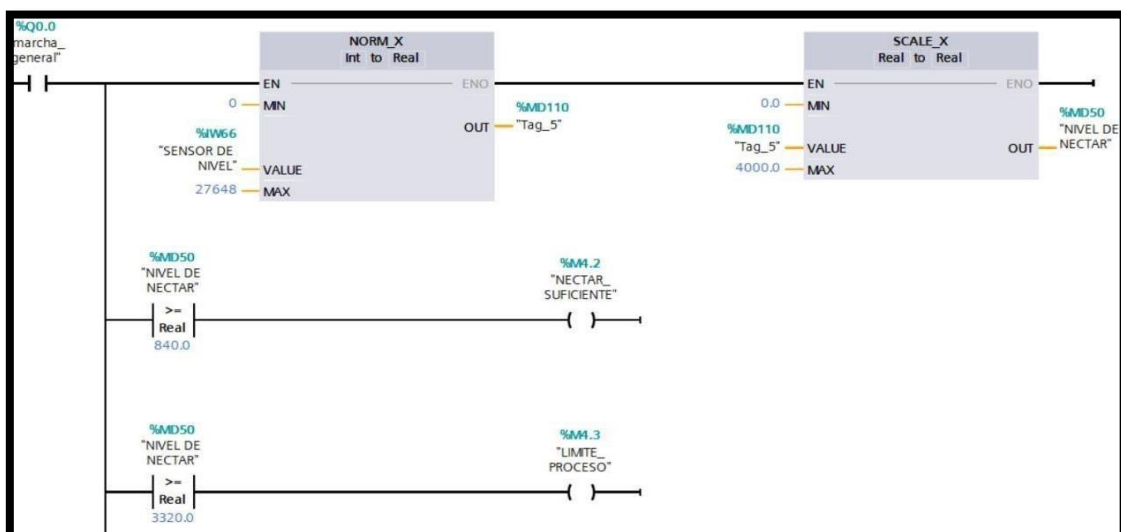 %Q0.0
marcha_
general"
NORM_X
Int to Real
EN
ENO
0
MIN
%MD110
"Tag_5"
OUT
%IW66
"SENSOR DE
NIVEL"
VALUE
27648
MAX
SCALE_X
Real to Real
EN
ENO
0.0
MIN
%MD110
"Tag_5"
VALUE
4000.0
MAX
%MD50
"NIVEL DE
NECTAR"
OUT
%MD50
"NIVEL DE
NECTAR"
>=
Real
840.0
%M4.2
"NECTAR_
SUFICIENTE"
%MD50
"NIVEL DE
NECTAR"
>=
Real
3320.0
%M4.3
"LIMITE_
PROCESO"